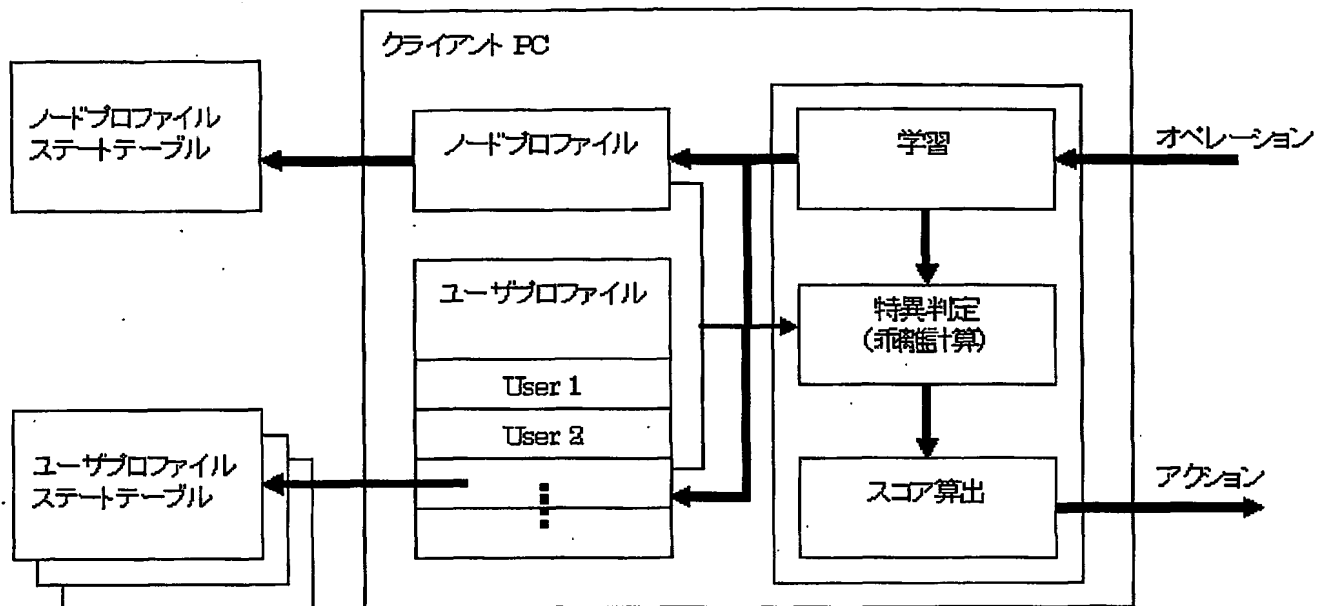 クライアント PC
ノードプロファイル
ステートテーブル
ノードプロファイル
学習
オペレーション
ユーザプロファイル
特異判定
(乖離計算)
User 1
User 2
ユーザプロファイル
ステートテーブル
スコア算出
アクション